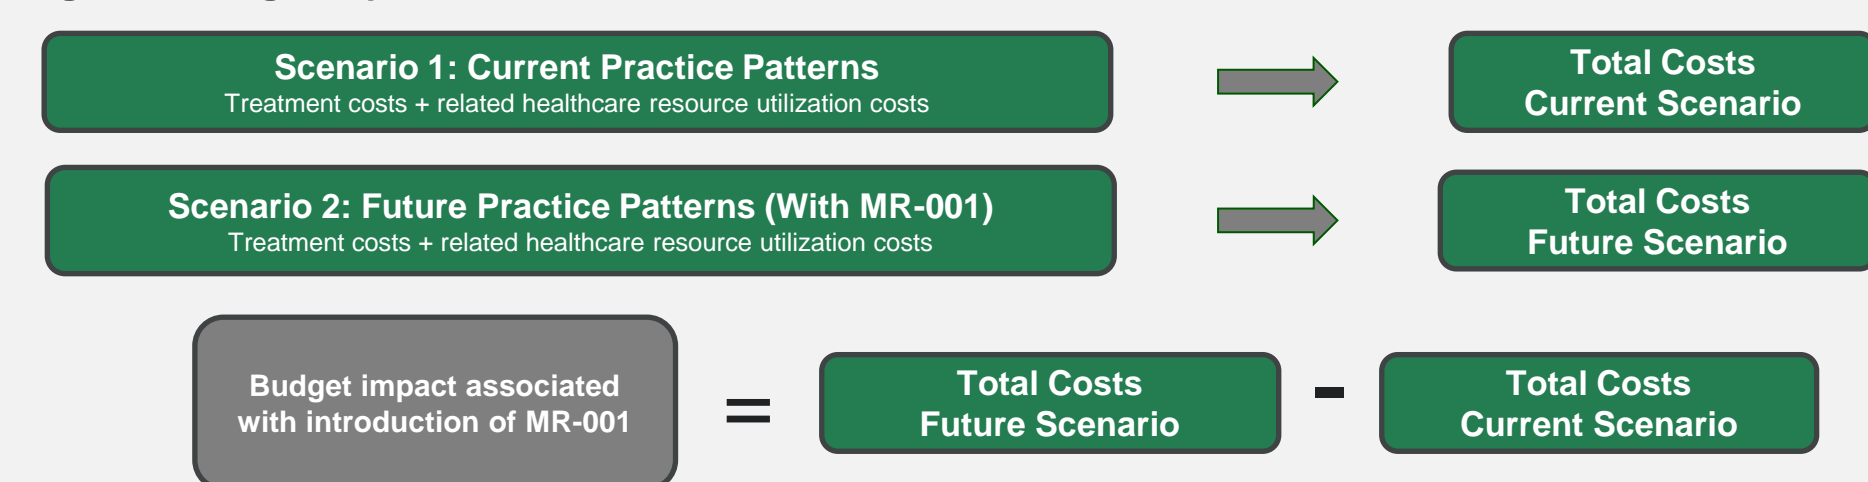 Scenario 1: Current Practice Patterns
Treatment costs + related healthcare resource utilization costs
Total Costs
Current Scenario
Scenario 2: Future Practice Patterns (With MR-001)
Treatment costs + related healthcare resource utilization costs
Total Costs
Future Scenario
Budget impact associated
with introduction of MR-001
=
Total Costs
Future Scenario
-
Total Costs
Current Scenario